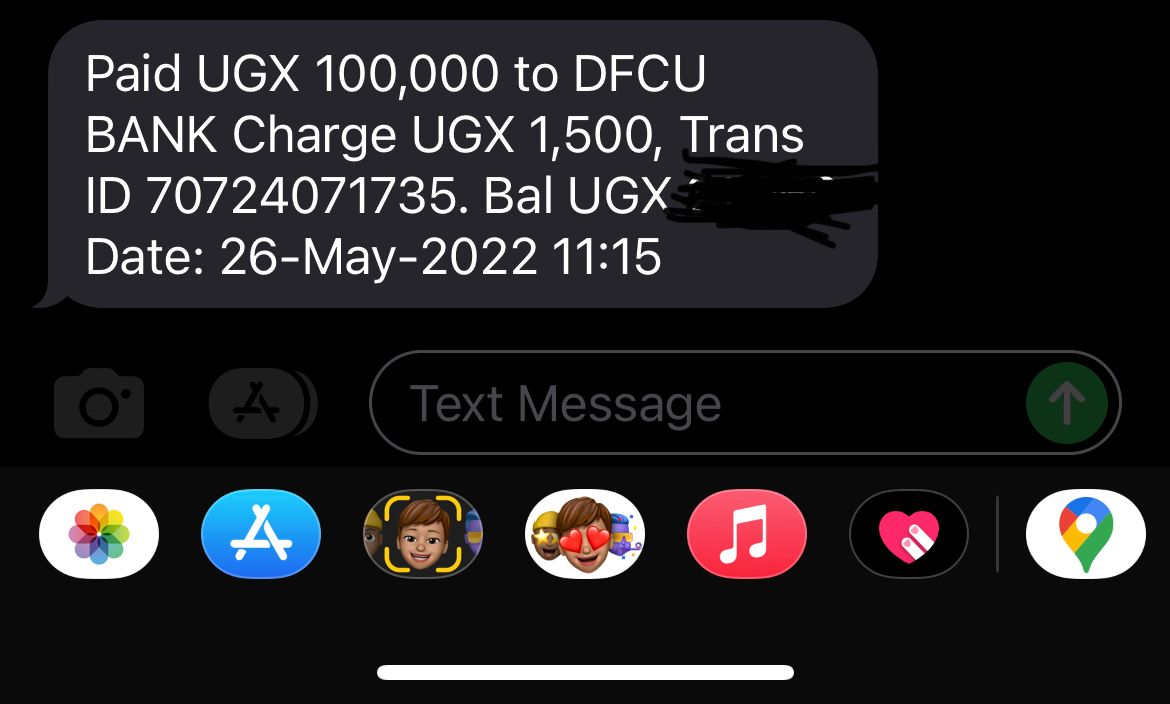 Paid UGX 100,000 to DFCU
BANK Charge UGX 1,500, Trans
ID 70724071735. Bal UGX
Date: 26-May-2022 11:15
Text Message